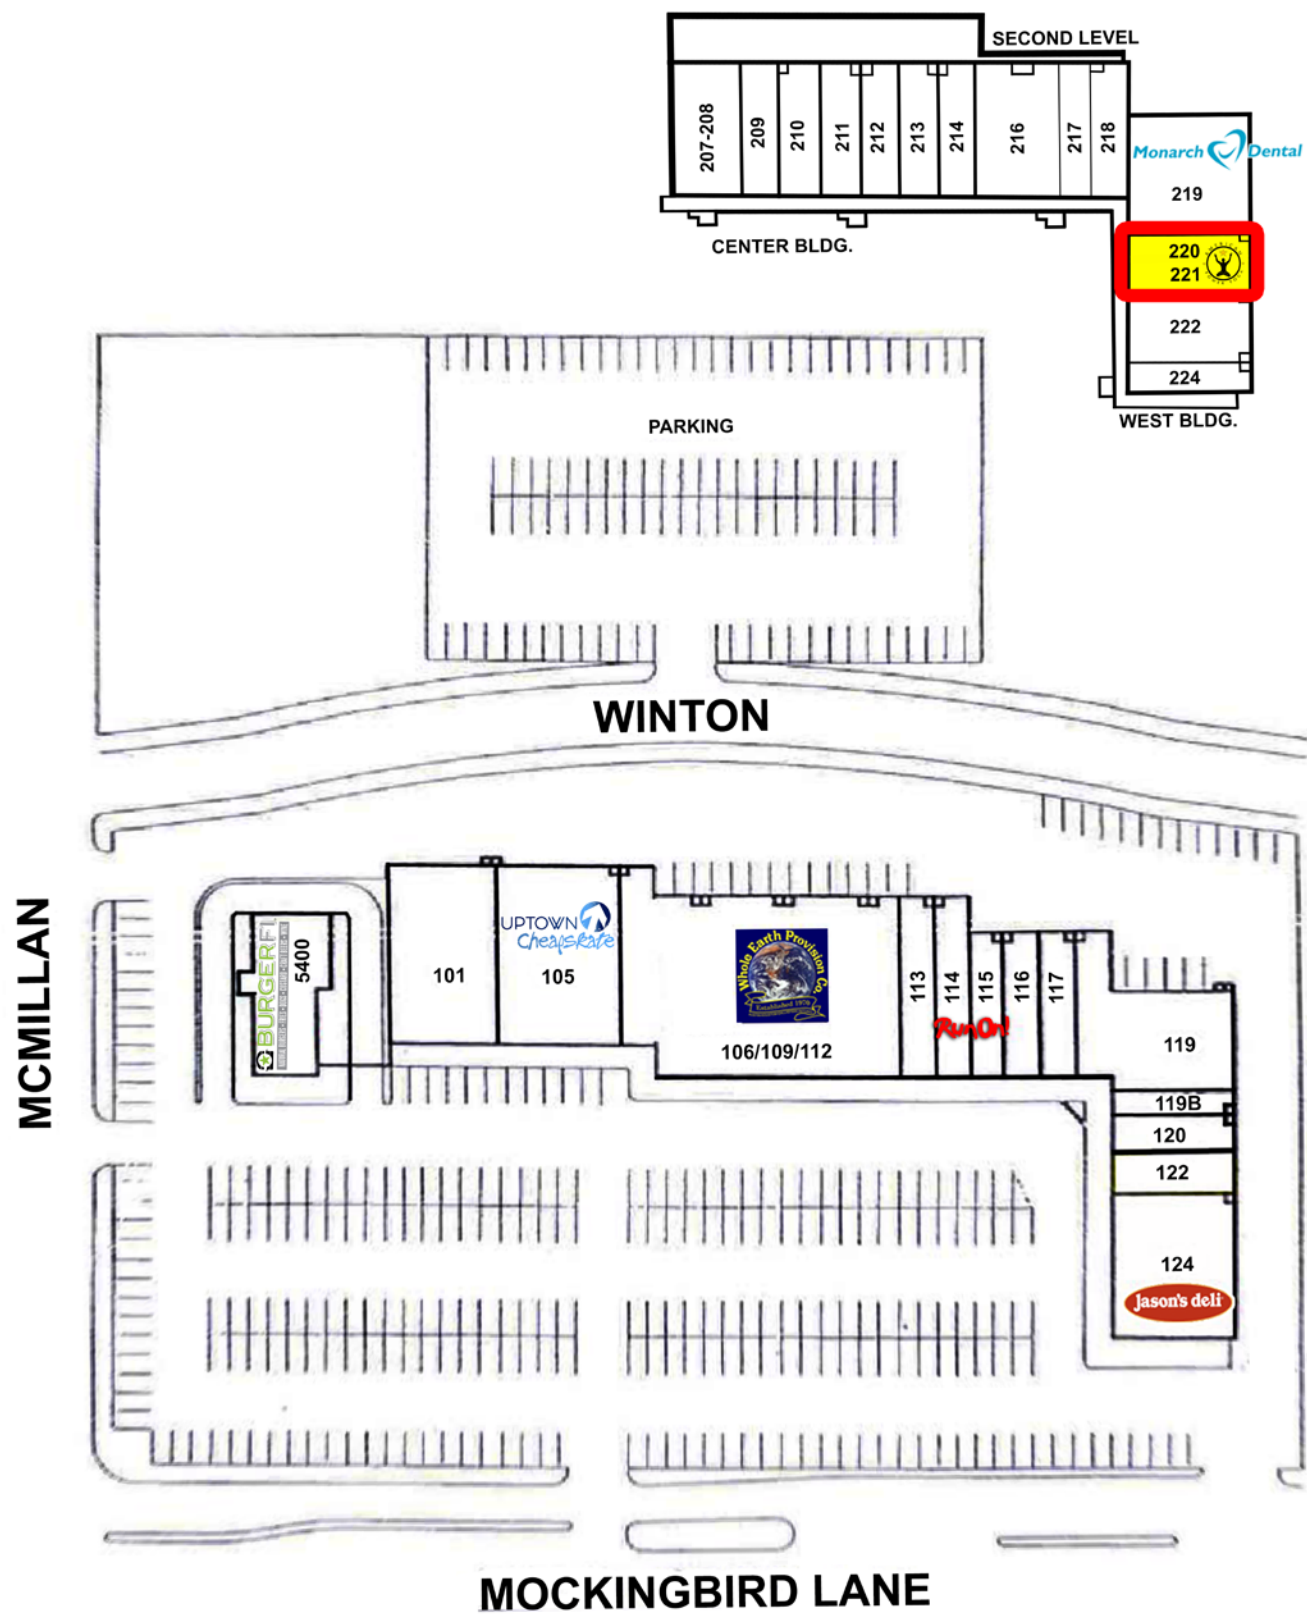 SECOND LEVEL
207-208
209
210
211
212
213
214
216
217
218
Monarch Dental
219
220
221
222
224
CENTER BLDG.
WEST BLDG.
PARKING
WINTON
MCMILLAN
BURGERFI
5400
101
UPTOWN
Cheapskate
105
Whole Earth Provision Co.
Established 1970
106/109/112
113
114
115
116
117
RunOn!
119
119B
120
122
124
Jason's deli
MOCKINGBIRD LANE